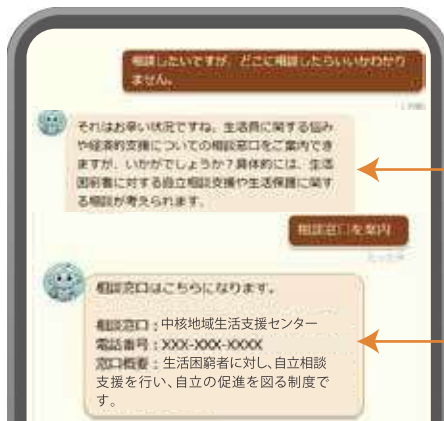 相談したいですが、どこに相談したらいいかわかり
ません。
それはお辛い状況ですね。生活費に関する悩み
や経済的支援についての相談窓口をご案内でき
ますが、いかがでしょうか？具体的には、生活
困窮者に対する自立相談支援や生活保護に関す
る相談が考えられます。
相談窓口を案内
相談窓口はこちらになります。
相談窓口：中核地域生活支援センター
電話番号：XXX-XXX-XXXX
窓口概要：生活困窮者に対し、自立相談
支援を行い、自立の促進を図る制度で
す。